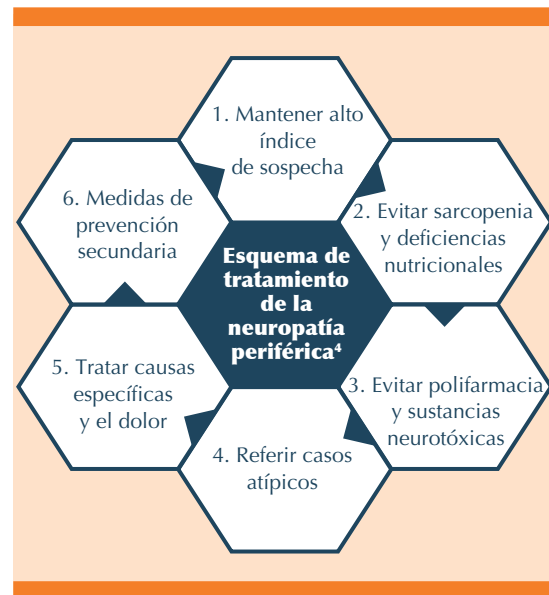 1. Mantener alto
índice
de sospecha
2. Evitar sarcopenia
y deficiencias
nutricionales
3. Evitar polifarmacia
y sustancias
neurotóxicas
4. Referir casos
atípicos
5. Tratar causas
específicas
y el dolor
6. Medidas de
prevención
secundaria
Esquema de
tratamiento
de la
neuropatía
periférica⁴